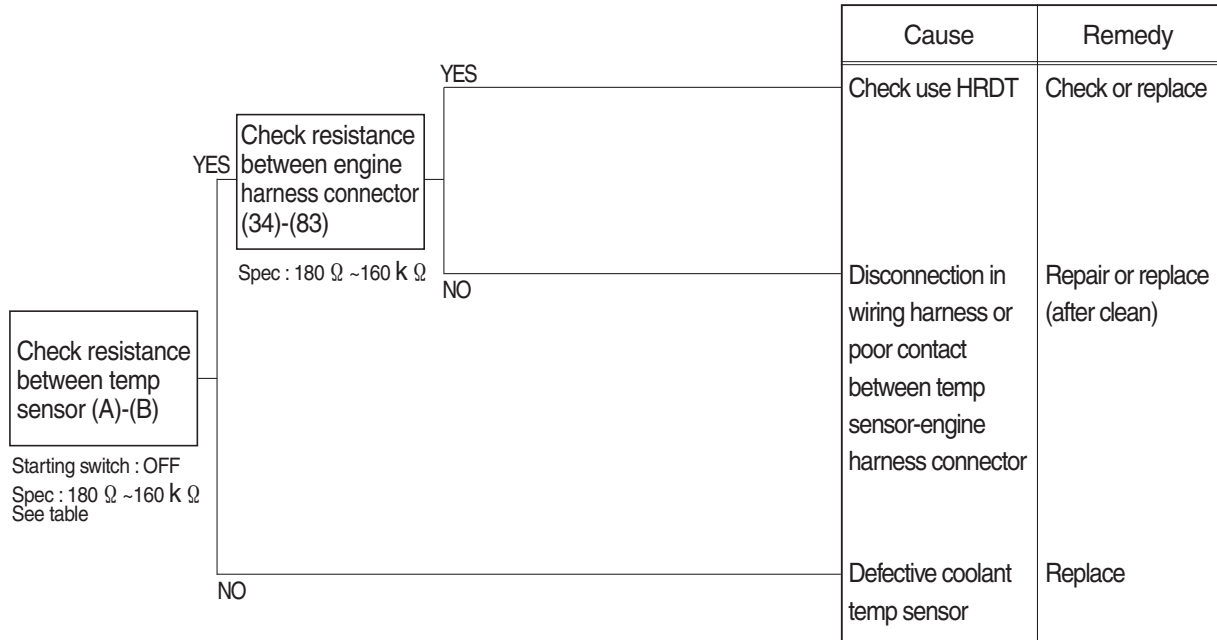 Cause
Remedy
YES
Check use HRDT
Check or replace
Check resistance
YES
between engine
harness connector
(34)-(83)
Spec : 180 Ω ~160 k Ω
NO
Disconnection in
wiring harness or
poor contact
between temp
sensor-engine
harness connector
Repair or replace
(after clean)
Check resistance
between temp
sensor (A)-(B)
Starting switch : OFF
Spec : 180 Ω ~160 k Ω
See table
NO
Defective coolant
temp sensor
Replace